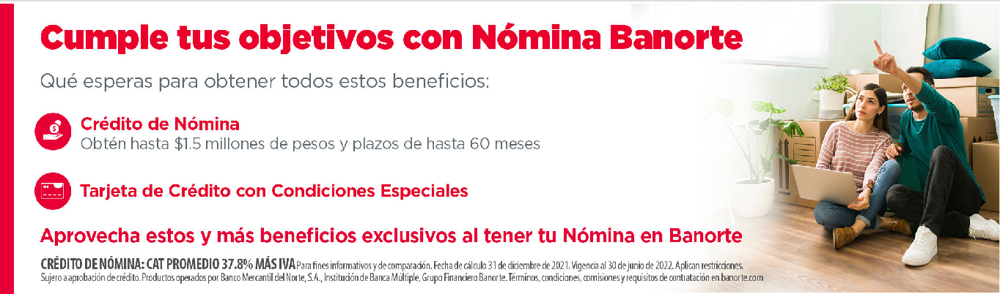 Cumple tus objetivos con Nómina Banorte
Qué esperas para obtener todos estos beneficios:
Crédito de Nómina
Obtén hasta $1.5 millones de pesos y plazos de hasta 60 meses
Tarjeta de Crédito con Condiciones Especiales
Aprovecha estos y más beneficios exclusivos al tener tu Nómina en Banorte
CRÉDITO DE NÓMINA: CAT PROMEDIO 37.8% MÁS IVA Para fines informativos y de comparación. Fecha de cálculo 31 de diciembre de 2021. Vigencia al 30 de junio de 2022. Aplican restricciones.
Sujero a aprobación de crédito. Productos operados por Banco Mercantil del Norte, S.A., Institución de Banca Múltiple, Grupo Financiero Banorte. Términos, condiciones, comisiones y requisitos de contratación en banorte.com